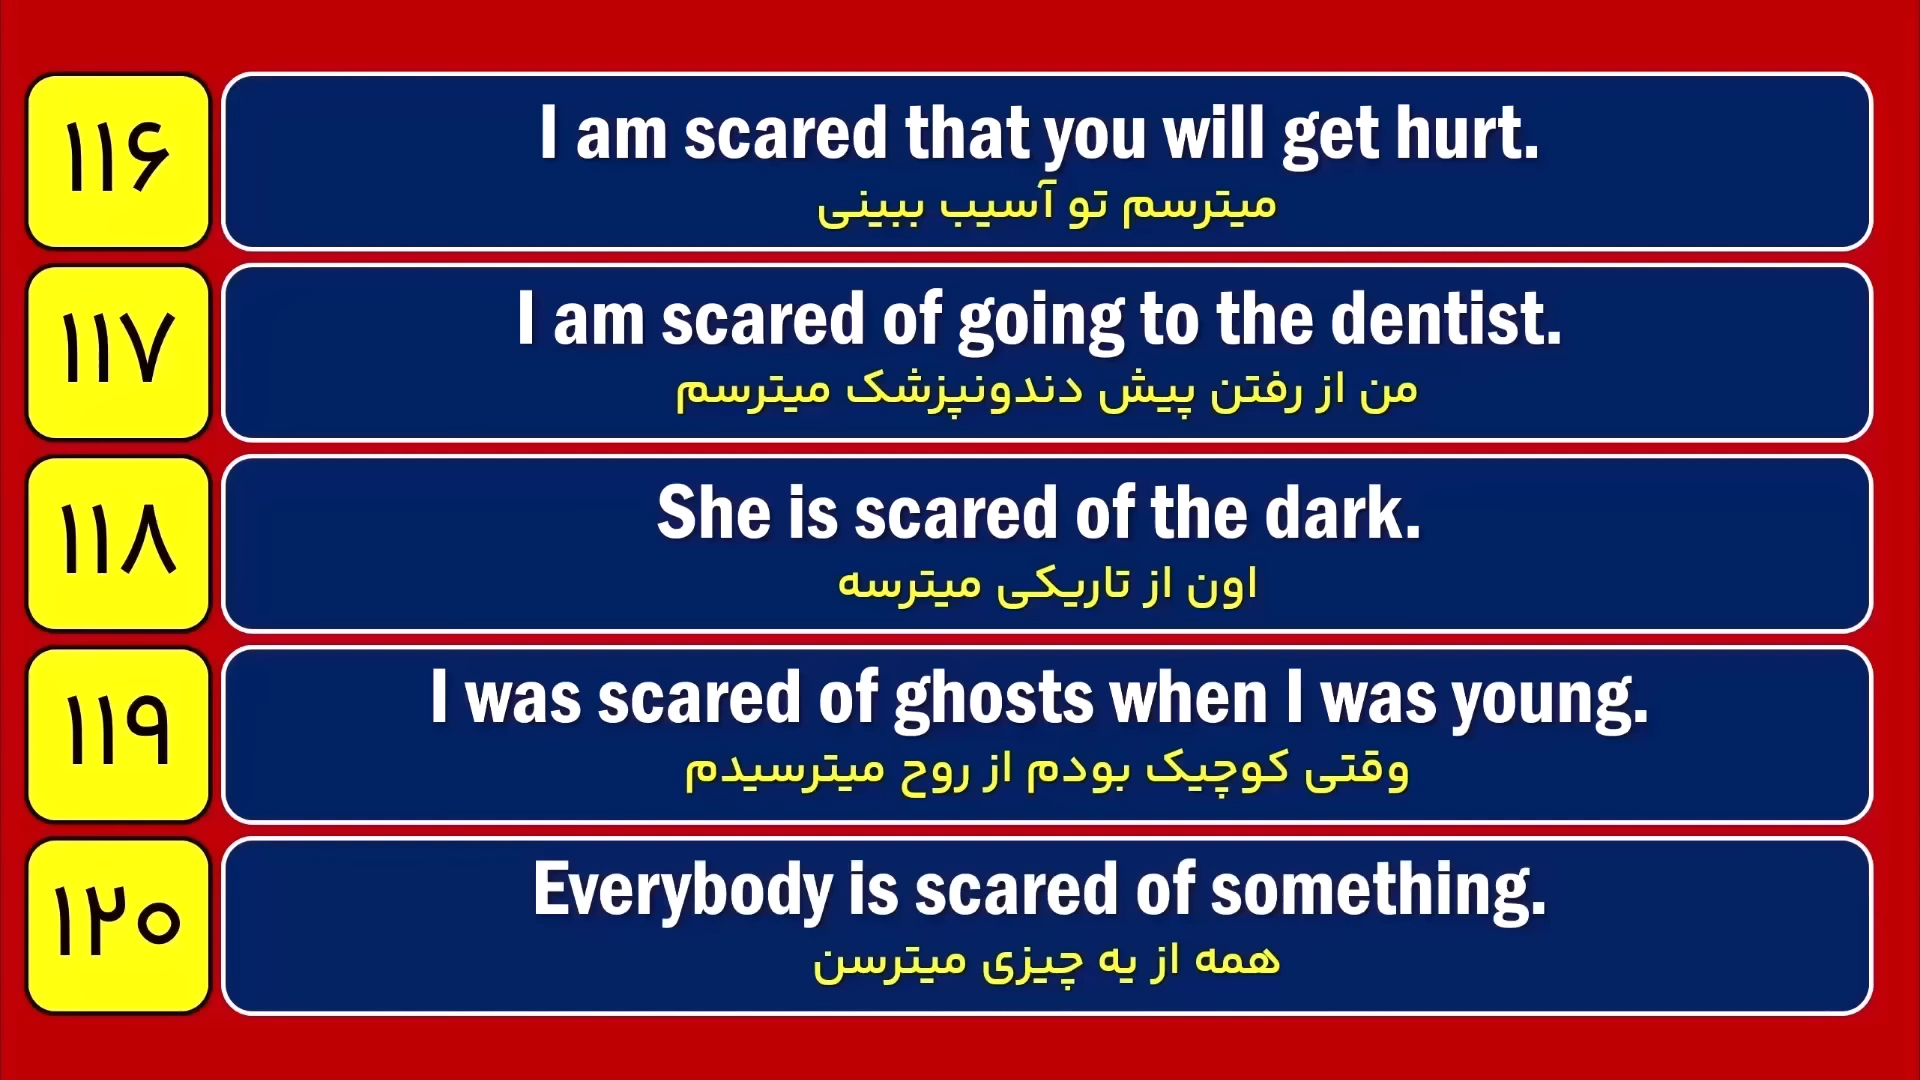 ۱۱۶
I am scared that you will get hurt.
میترسم تو آسیب ببینی
۱۱۷
I am scared of going to the dentist.
من از رفتن پیش دندونپزشک میترسم
۱۱۸
She is scared of the dark.
اون از تاریکی میترسه
۱۱۹
I was scared of ghosts when I was young.
وقتی کوچیک بودم از روح میترسیدم
۱۲۰
Everybody is scared of something.
همه از یه چیزی میترسن